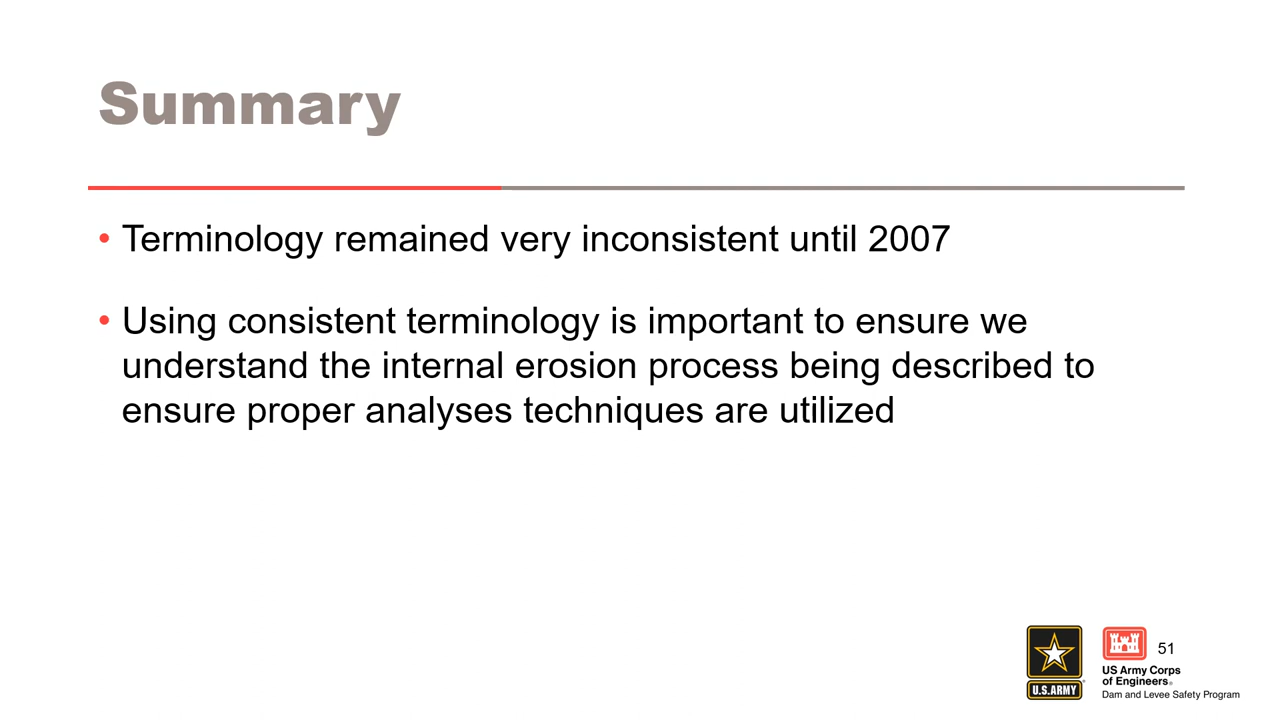 Summary
• Terminology remained very inconsistent until 2007
• Using consistent terminology is important to ensure we
understand the internal erosion process being described to
ensure proper analyses techniques are utilized
U.S.ARMY
51
US Army Corps
of Engineers®
Dam and Levee Safety Program